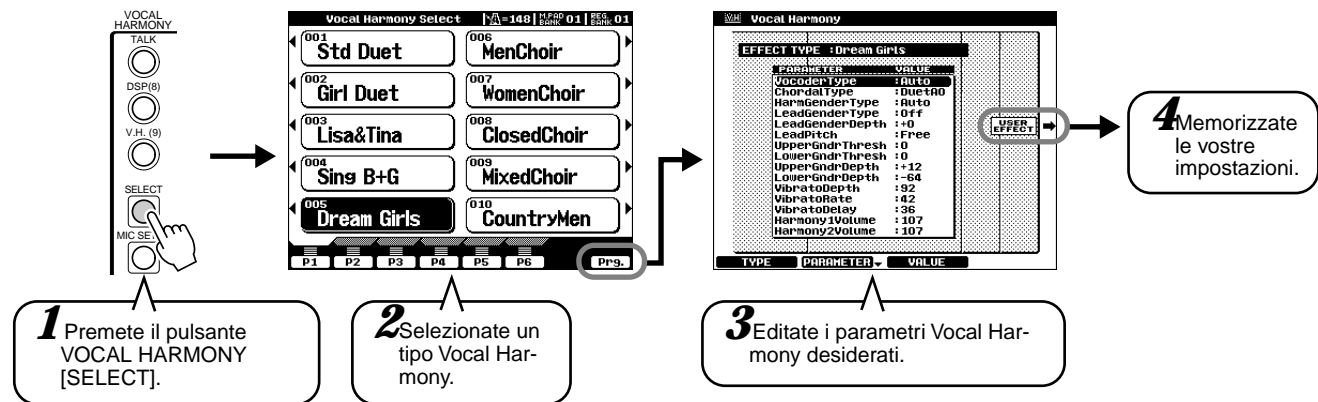 VOCAL
HARMONY
TALK
DSP(8)
V.H. (9)
SELECT
MIC SE
1 Premete il pulsante
VOCAL HARMONY
[SELECT].
Vocal Harmony Select =148 M.PAD BANK 01 REG. BANK 01
001 Std Duet 006 MenChoir
002 Girl Duet 007 WomenChoir
003 Lisa&Tina 008 ClosedChoir
004 Sing B+G 009 MixedChoir
005 Dream Girls 010 CountryMen
P1 P2 P3 P4 P5 P6 Prg.
2 Selezionate un
tipo Vocal Har-
mony.
V.H. Vocal Harmony
EFFECT TYPE :Dream Girls
PARAMETER VALUE
VocoderType :Auto
ChordalType :DuetAO
HarmGenderType :Auto
LeadGenderType :Off
LeadGenderDepth :+0
LeadPitch :Free
UpperGndrThresh :0
LowerGndrThresh :0
UpperGndrDepth :+12
LowerGndrDepth :-64
VibratoDepth :92
VibratoRate :42
VibratoDelay :36
Harmony1Volume :107
Harmony2Volume :107
USER
EFFECT
TYPE PARAMETER VALUE
3 Editate i parametri Vocal Har-
mony desiderati.
4 Memorizzate
le vostre
impostazioni.